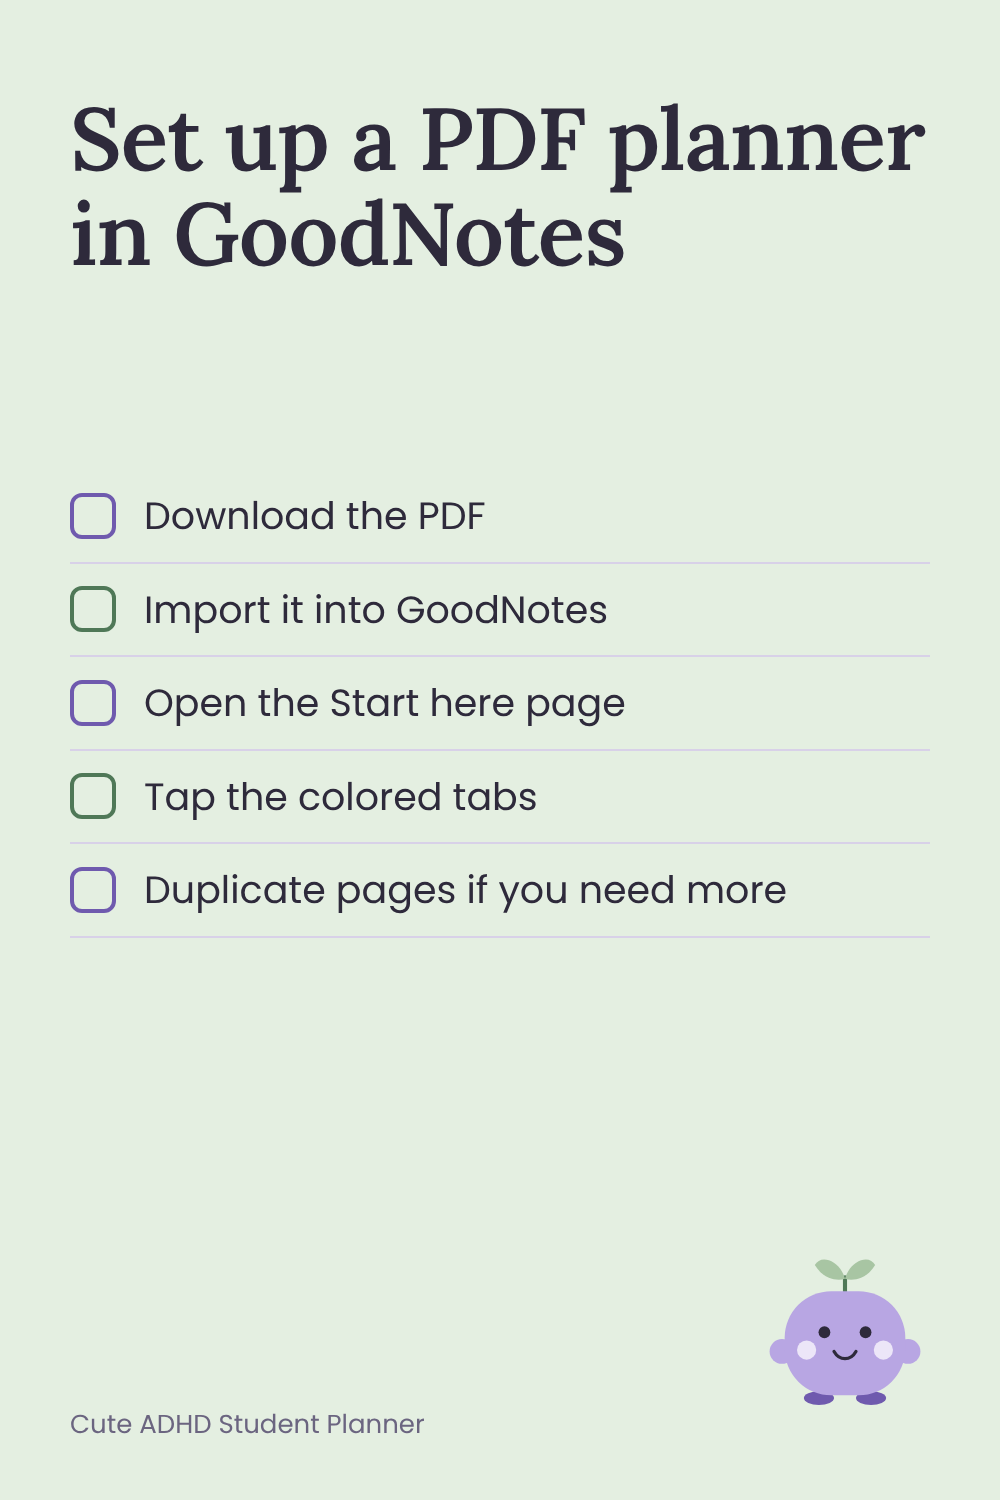 Set up a PDF planner
in GoodNotes
Download the PDF
Import it into GoodNotes
Open the Start here page
Tap the colored tabs
Duplicate pages if you need more
Cute ADHD Student Planner